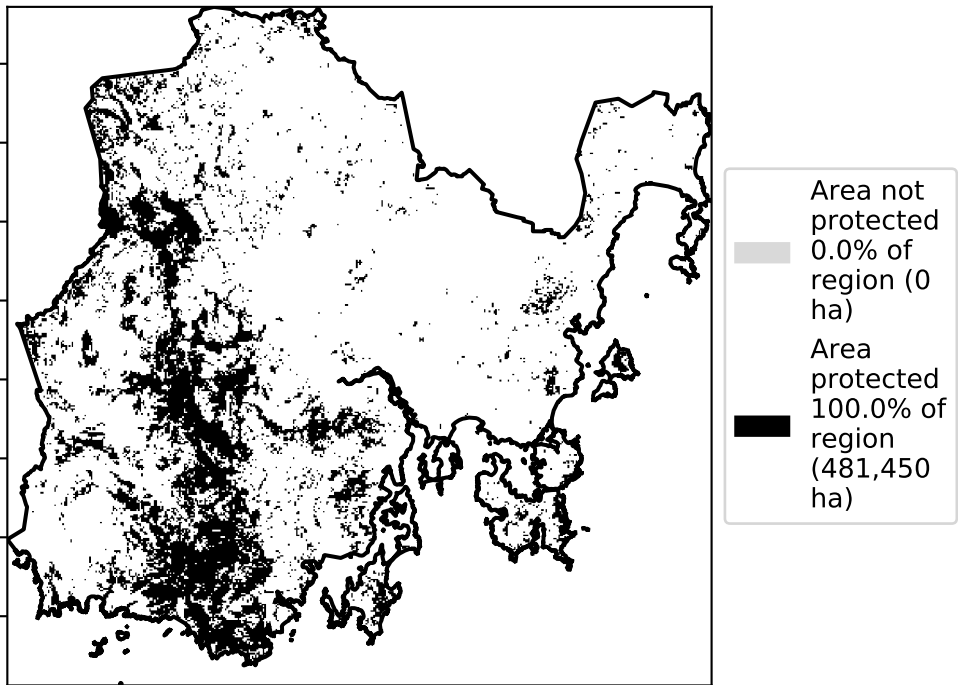 Area not
protected
0.0% of
region (0
ha)
Area
protected
100.0% of
region
(481,450
ha)